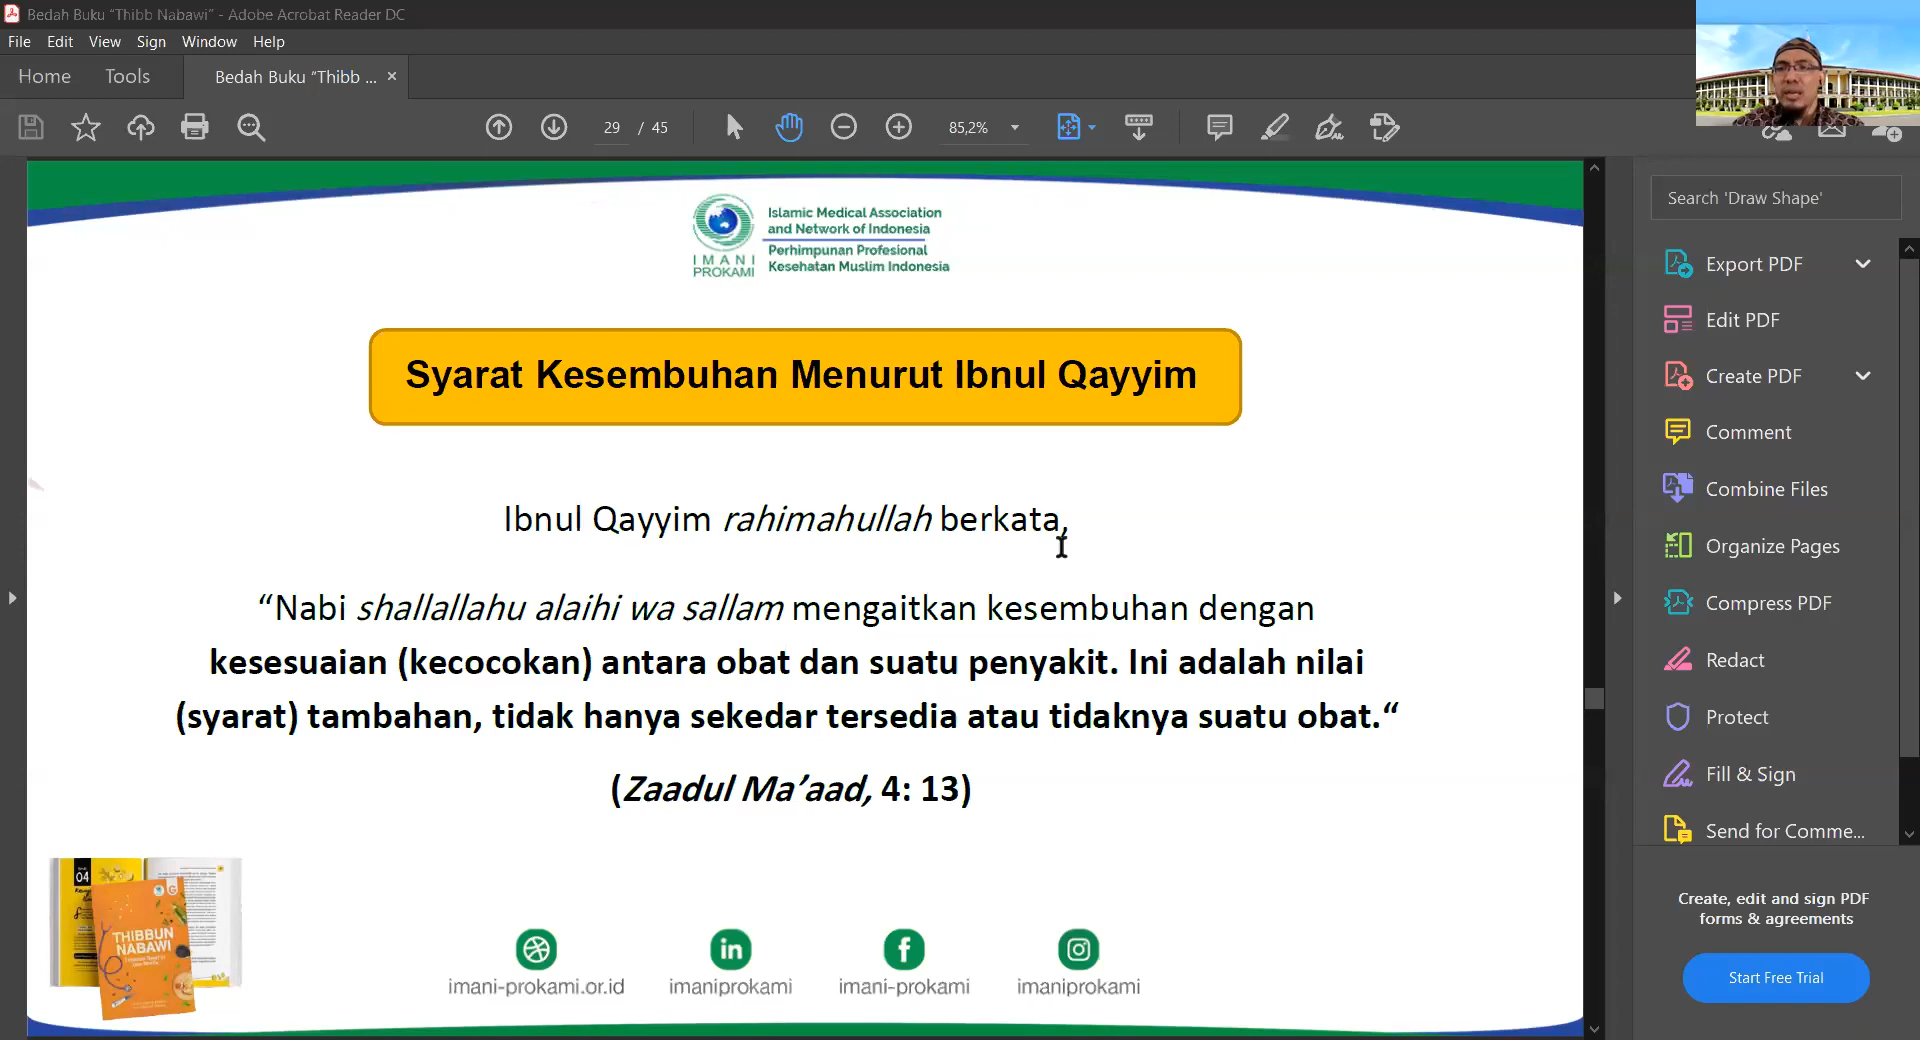 Bedah Buku “Thibb Nabawi” - Adobe Acrobat Reader DC
File Edit View Sign Window Help
Home Tools Bedah Buku “Thibb ... ×
29 / 45 85,2%
Search 'Draw Shape'
Export PDF
Edit PDF
Create PDF
Comment
Combine Files
Organize Pages
Compress PDF
Redact
Protect
Fill & Sign
Send for Comme...
Create, edit and sign PDF
forms & agreements
Start Free Trial
IMANI
PROKAMI
Islamic Medical Association
and Network of Indonesia
Perhimpunan Profesional
Kesehatan Muslim Indonesia
Syarat Kesembuhan Menurut Ibnul Qayyim
Ibnul Qayyim rahimahullah berkata,
“Nabi shallallahu alaihi wa sallam mengaitkan kesembuhan dengan
kesesuaian (kecocokan) antara obat dan suatu penyakit. Ini adalah nilai
(syarat) tambahan, tidak hanya sekedar tersedia atau tidaknya suatu obat.“
(Zaadul Ma’aad, 4: 13)
04
THIBBUN
NABAWI
imani-prokami.or.id
imaniprokami
imani-prokami
imaniprokami